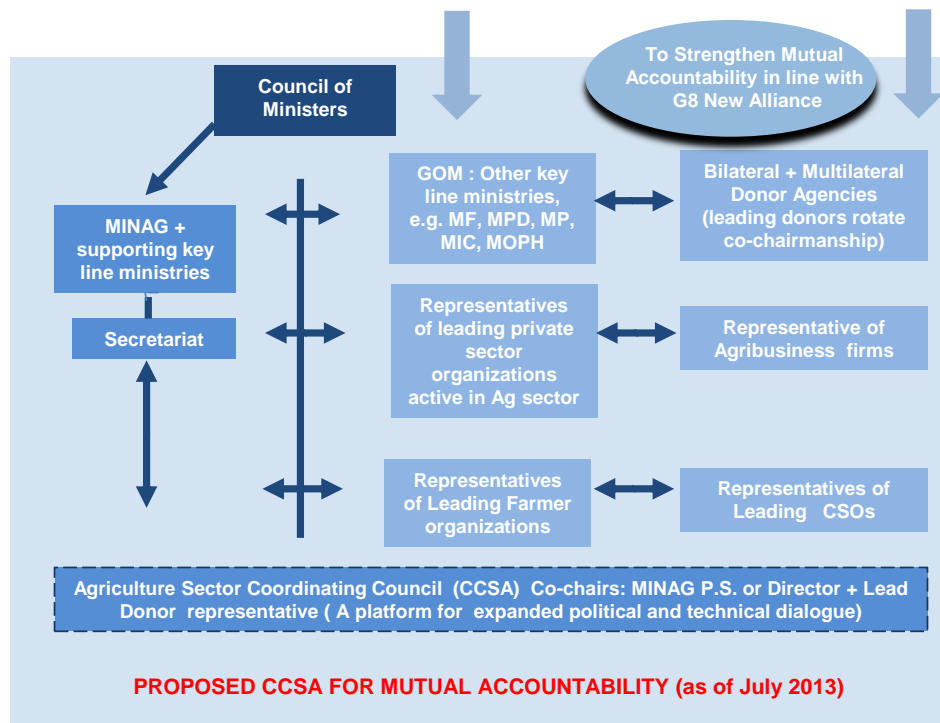 To Strengthen Mutual
Accountability in line with
G8 New Alliance
Council of
Ministers
GOM : Other key
line ministries,
e.g. MF, MPD, MP,
MIC, MOPH
Bilateral + Multilateral
Donor Agencies
(leading donors rotate
co-chairmanship)
MINAG +
supporting key
line ministries
Secretariat
Representatives
of leading private
sector
organizations
active in Ag sector
Representative of
Agribusiness firms
Representatives
of Leading Farmer
organizations
Representatives of
Leading CSOs
Agriculture Sector Coordinating Council (CCSA) Co-chairs: MINAG P.S. or Director + Lead
Donor representative ( A platform for expanded political and technical dialogue)
PROPOSED CCSA FOR MUTUAL ACCOUNTABILITY (as of July 2013)